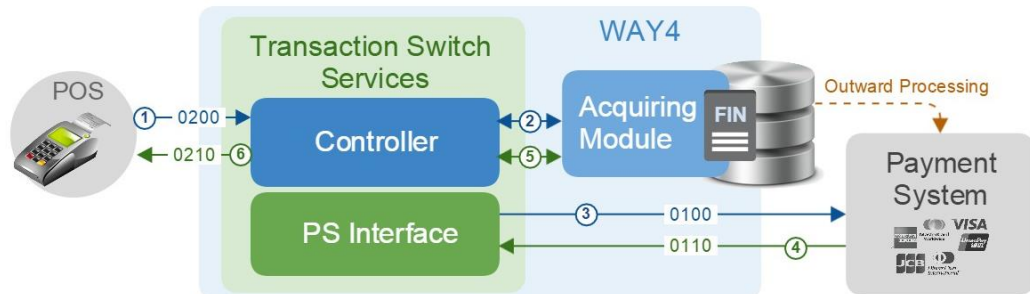 WAY4
Transaction Switch
Services
POS
1 0200
0210 6
Controller
2
5
Acquiring
Module
FIN
Outward Processing
PS Interface
3 0100
0110 4
Payment
System
VISA
JCB